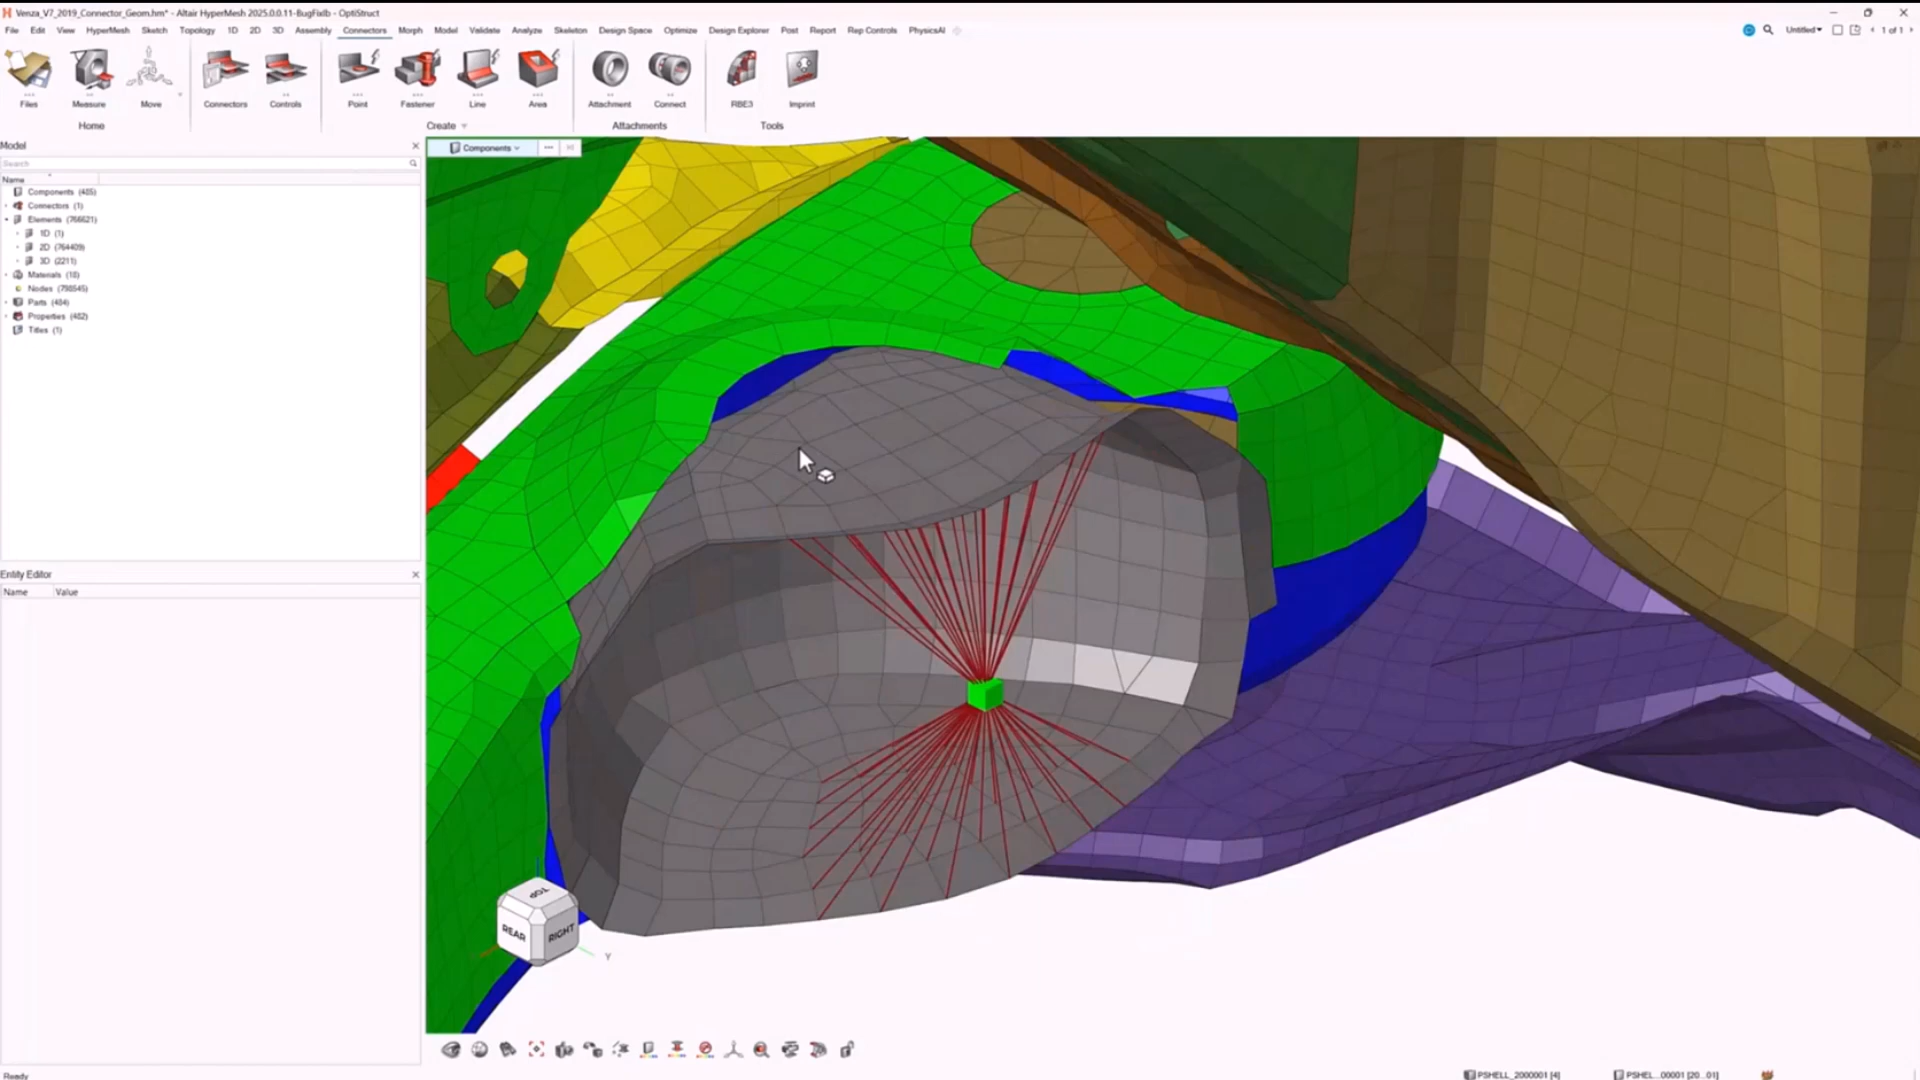 Venza_V7_2019_Connector_Geom.hm* - Altair HyperMesh 2025.0.0.11-BugFixIb - OptiStruct
File Edit View HyperMesh Sketch Topology 1D 2D 3D Assembly Connectors Morph Model Validate Analyze Skeleton Design Space Optimize Design Explorer Post Report Rep Controls PhysicsAI
Untitled 1 of 1
Files Measure Move Connectors Controls Point Fastener Line Area Attachment Connect RBE3 Imprint
Home Create Attachments Tools
Model
Components
Search
Name
Components (485)
Connectors (1)
Elements (766621)
1D (1)
2D (764409)
3D (2211)
Materials (18)
Nodes (798545)
Parts (484)
Properties (482)
Titles (1)
Entity Editor
Name Value
TOP
REAR RIGHT
Y
Ready
PSHELL_2000001 [4] PSHEL...00001 [20...01]